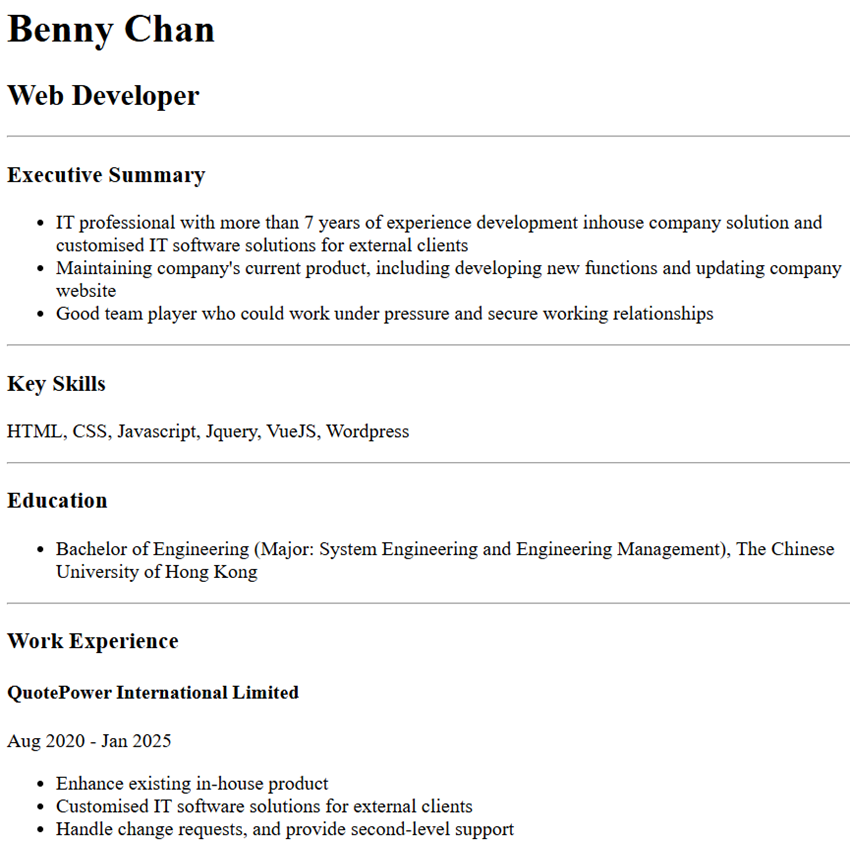 Benny Chan
Web Developer
Executive Summary
IT professional with more than 7 years of experience development inhouse company solution and
customised IT software solutions for external clients
Maintaining company's current product, including developing new functions and updating company
website
Good team player who could work under pressure and secure working relationships
Key Skills
HTML, CSS, Javascript, Jquery, VueJS, Wordpress
Education
Bachelor of Engineering (Major: System Engineering and Engineering Management), The Chinese
University of Hong Kong
Work Experience
QuotePower International Limited
Aug 2020 - Jan 2025
Enhance existing in-house product
Customised IT software solutions for external clients
Handle change requests, and provide second-level support